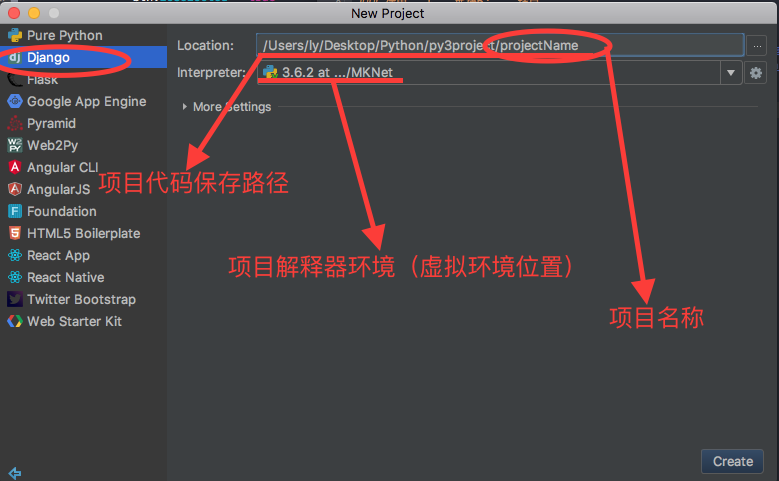 New Project
Pure Python
Django
Flask
Google App Engine
Pyramid
Web2Py
Angular CLI
AngularJS
Foundation
HTML5 Boilerplate
React App
React Native
Twitter Bootstrap
Web Starter Kit
Location: /Users/ly/Desktop/Python/py3project/projectName ...
Interpreter: 3.6.2 at .../MKNet
More Settings
项目代码保存路径
项目解释器环境（虚拟环境位置）
项目名称
Create